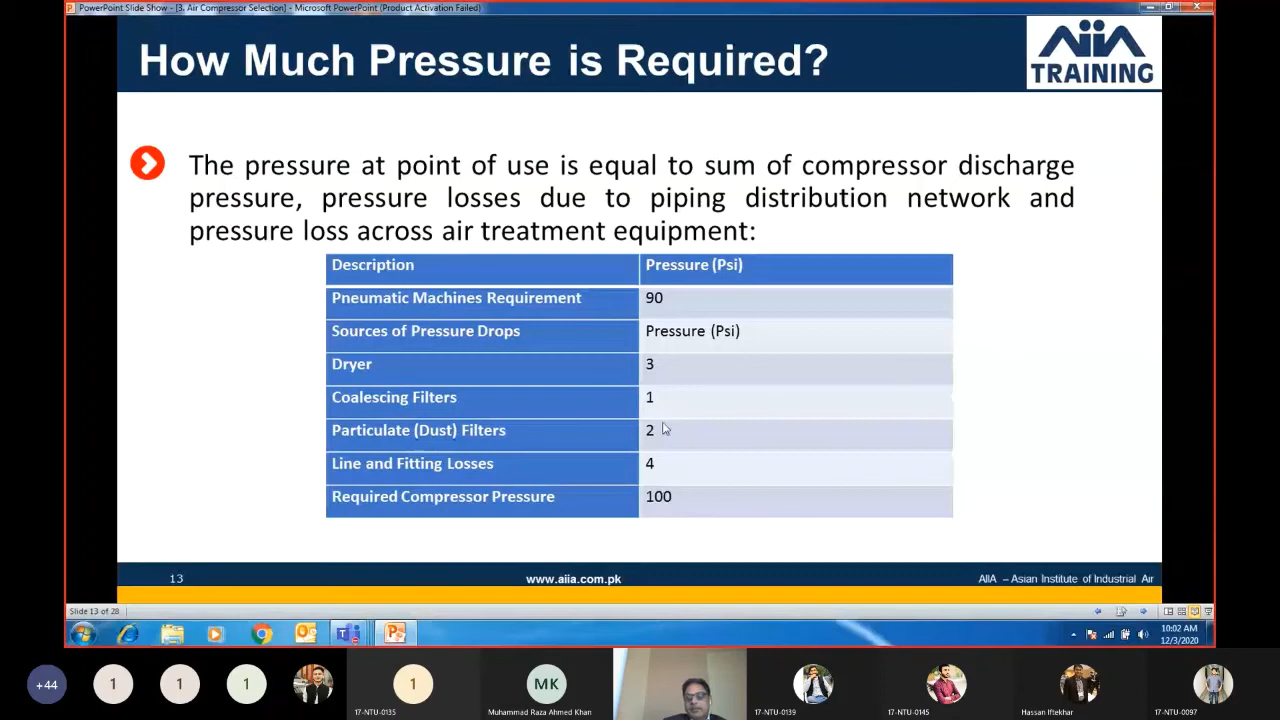 PowerPoint Slide Show - [3. Air Compressor Selection] - Microsoft PowerPoint (Product Activation Failed)
How Much Pressure is Required?
AIIA
TRAINING
The pressure at point of use is equal to sum of compressor discharge
pressure, pressure losses due to piping distribution network and
pressure loss across air treatment equipment:
Description Pressure (Psi)
Pneumatic Machines Requirement 90
Sources of Pressure Drops Pressure (Psi)
Dryer 3
Coalescing Filters 1
Particulate (Dust) Filters 2
Line and Fitting Losses 4
Required Compressor Pressure 100
13 www.aiia.com.pk AIIA – Asian Institute of Industrial Air
Slide 13 of 28
10:02 AM
12/3/2020
+44 1 1 1 1 MK
17-NTU-0135 Muhammad Raza Ahmed Khan 17-NTU-0139 17-NTU-0145 Hassan Iftekhar 17-NTU-0097